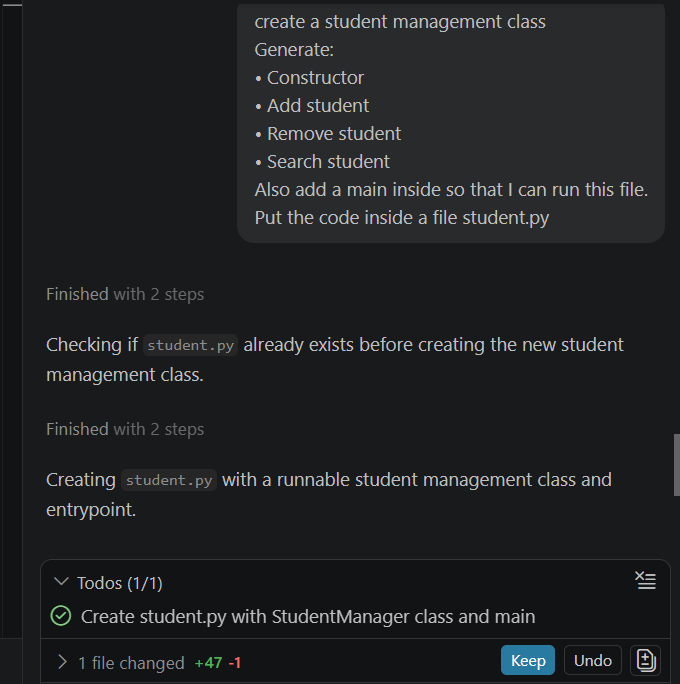 create a student management class
Generate:
• Constructor
• Add student
• Remove student
• Search student
Also add a main inside so that I can run this file.
Put the code inside a file student.py
Finished with 2 steps
Checking if student.py already exists before creating the new student
management class.
Finished with 2 steps
Creating student.py with a runnable student management class and
entrypoint.
Todos (1/1)
Create student.py with StudentManager class and main
1 file changed +47 -1
Keep
Undo